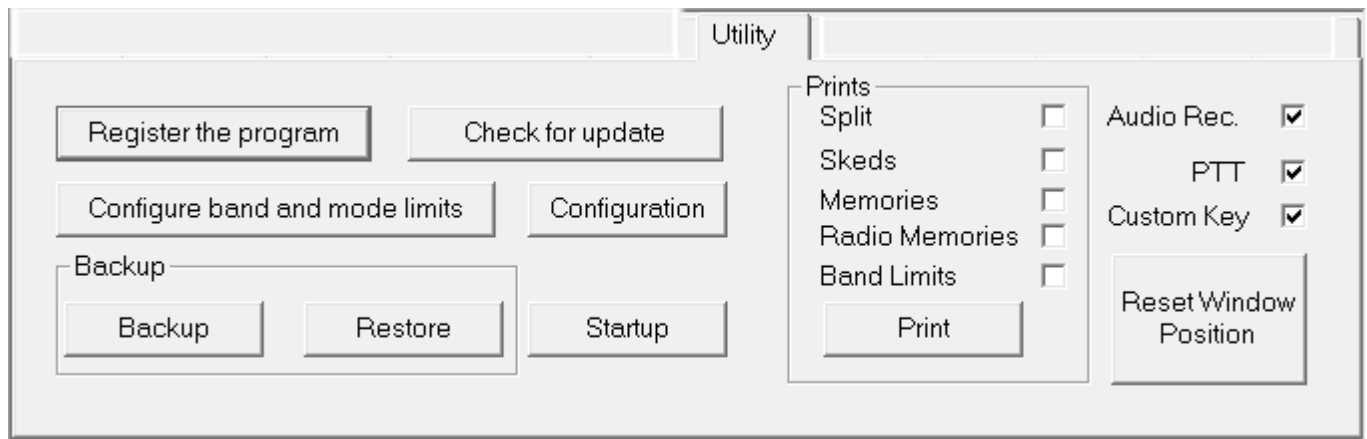 Utility
Register the program
Check for update
Configure band and mode limits
Configuration
Backup
Backup
Restore
Startup
Prints
Split
Skeds
Memories
Radio Memories
Band Limits
Print
Audio Rec.
PTT
Custom Key
Reset Window
Position